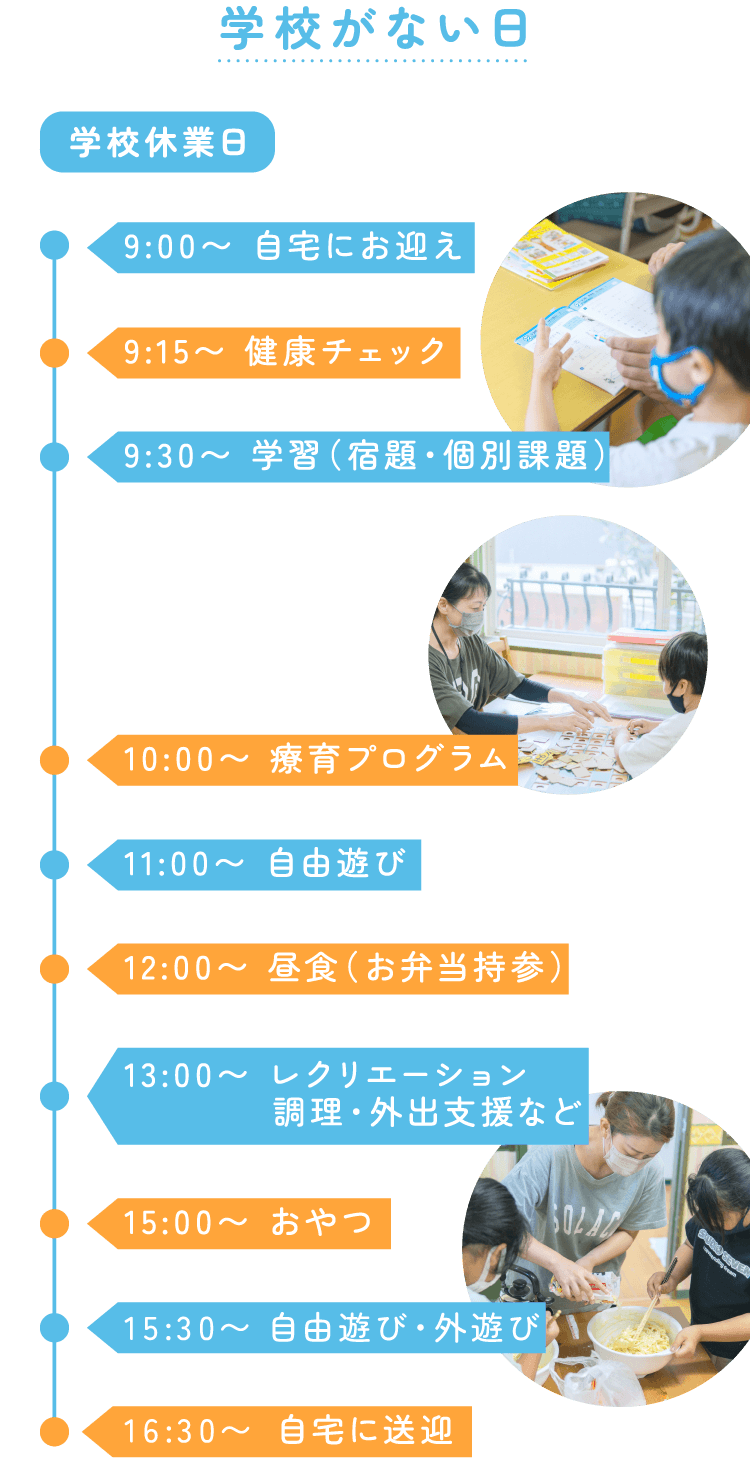 学校がない日
学校休業日
9:00〜 自宅にお迎え
9:15〜 健康チェック
9:30〜 学習（宿題・個別課題）
10:00〜 療育プログラム
11:00〜 自由遊び
12:00〜 昼食（お弁当持参）
13:00〜 レクリエーション
調理・外出支援など
15:00〜 おやつ
SOLAC
15:30〜 自由遊び・外遊び
16:30〜 自宅に送迎